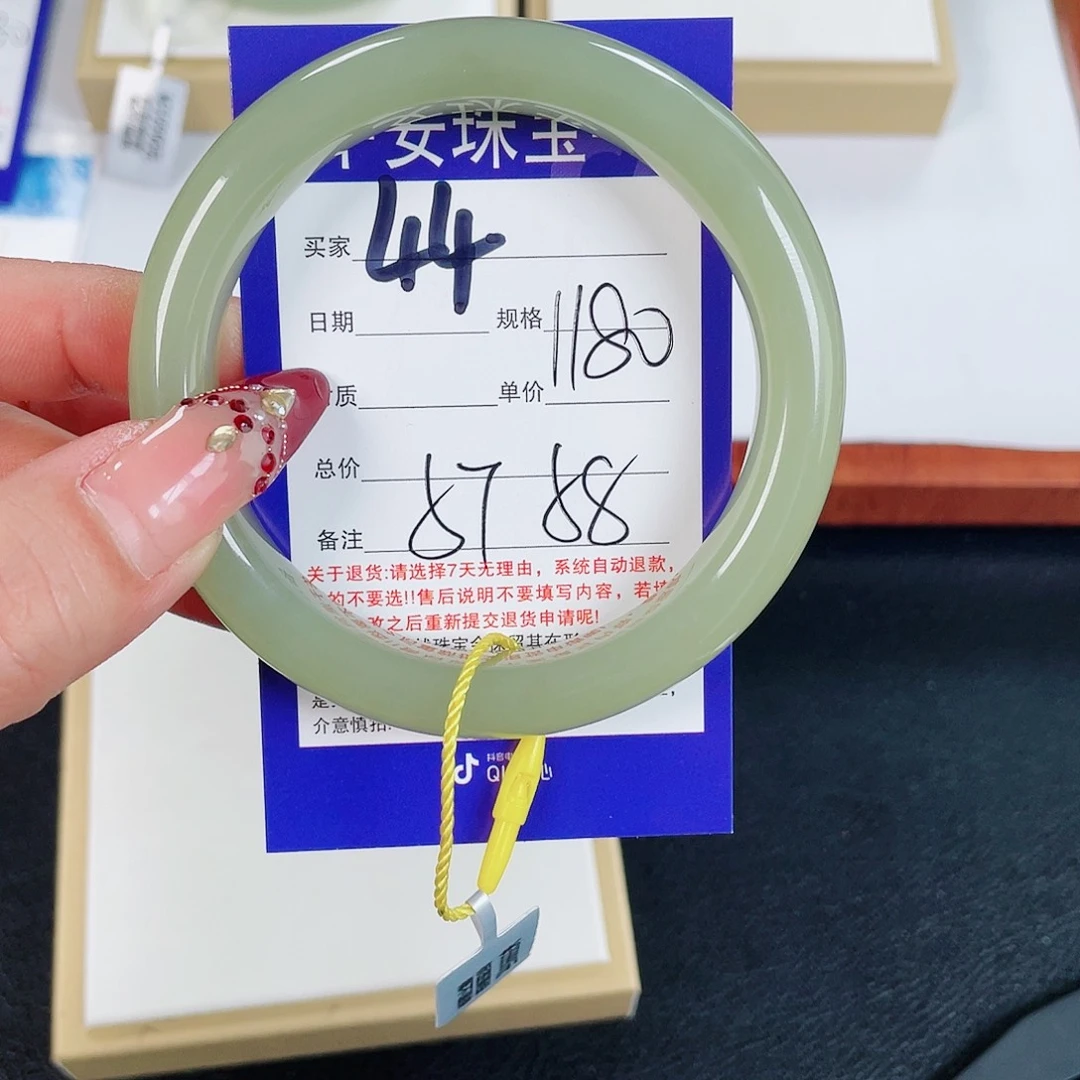 安珠宝
买家 44
日期 规格 1180
质 单价
总价
备注 57 58
关于退货:请选择7天无理由，系统自动退款，
的不要选!!售后说明不要填写内容，若
改之后重新提交退货申请呢!
介意慎拍